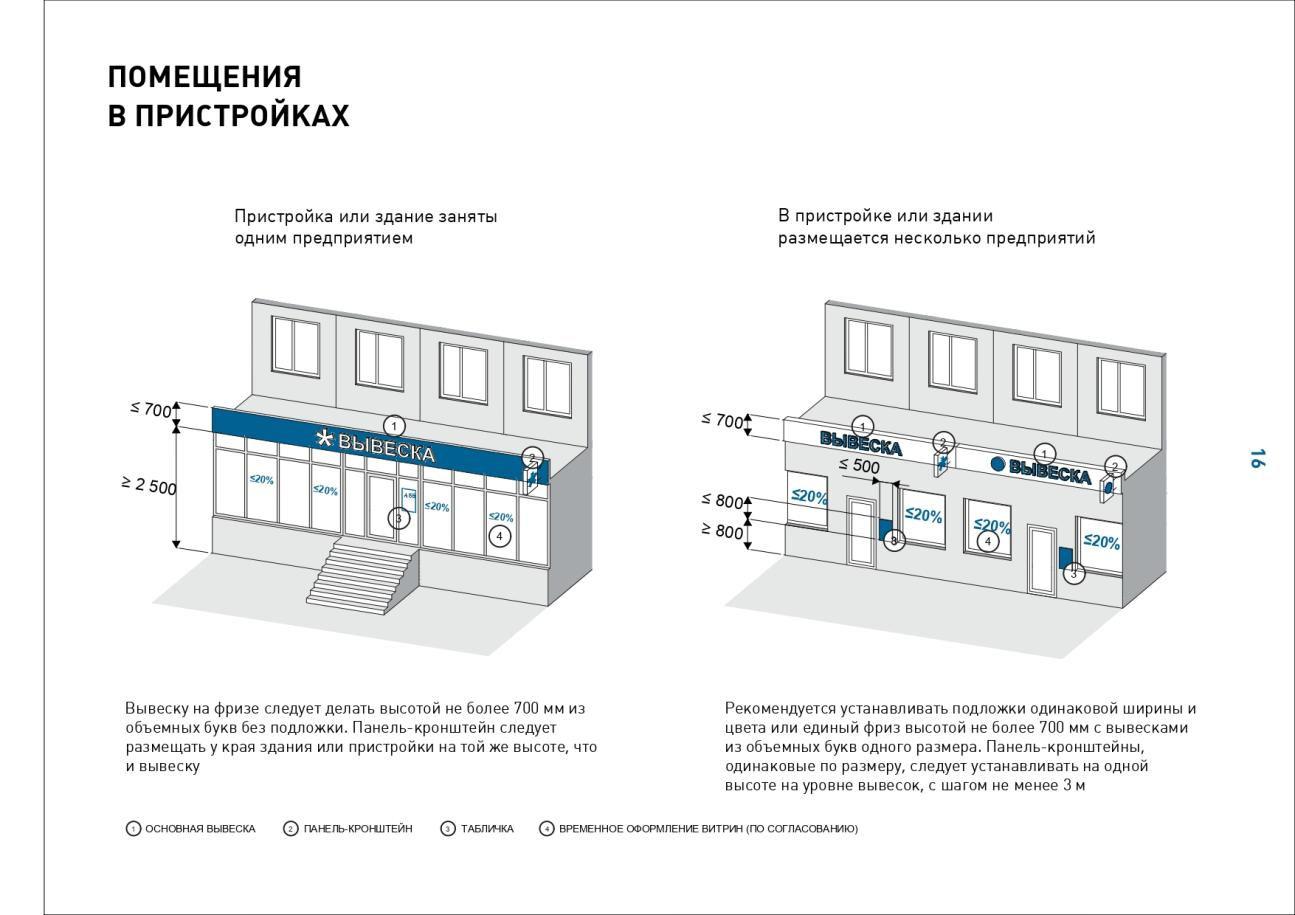 ПОМЕЩЕНИЯ
В ПРИСТРОЙКАХ
Пристройка или здание заняты
одним предприятием
≤ 700
≥ 2 500
1
ВЫВЕСКА
2
≤20%
≤20%
≤20%
≤20%
3
4
Вывеску на фризе следует делать высотой не более 700 мм из
объемных букв без подложки. Панель-кронштейн следует
размещать у края здания или пристройки на той же высоте, что
и вывеску
В пристройке или здании
размещается несколько предприятий
≤ 700
≤ 500
≤ 800
≥ 800
1
ВЫВЕСКА
2
1
ВЫВЕСКА
2
≤20%
≤20%
≤20%
≤20%
3
4
3
Рекомендуется устанавливать подложки одинаковой ширины и
цвета или единый фриз высотой не более 700 мм с вывесками
из объемных букв одного размера. Панель-кронштейны,
одинаковые по размеру, следует устанавливать на одной
высоте на уровне вывесок, с шагом не менее 3 м
1 ОСНОВНАЯ ВЫВЕСКА 2 ПАНЕЛЬ-КРОНШТЕЙН 3 ТАБЛИЧКА 4 ВРЕМЕННОЕ ОФОРМЛЕНИЕ ВИТРИН (ПО СОГЛАСОВАНИЮ)
16